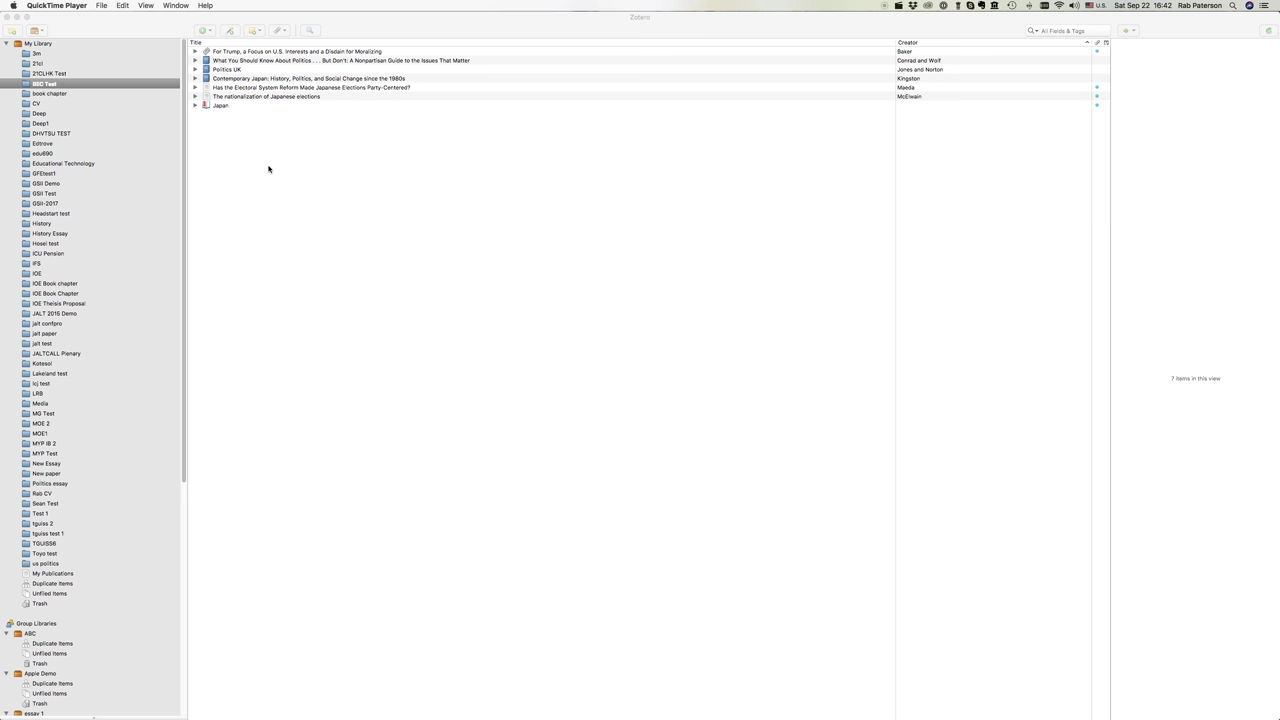 QuickTime Player File Edit View Window Help U.S. Sat Sep 22 16:42 Rab Paterson
Zotero
All Fields & Tags
My Library
3m
21cl
21CLHK Test
BEC Test
book chapter
CV
Deep
Deep1
DHVTSU TEST
Edtrove
edu690
Educational Technology
GFEtest1
GSII Demo
GSII Test
GSII-2017
Headstart test
History
History Essay
Hosei test
ICU Pension
IFS
IOE
IOE Book chapter
IOE Book Chapter
IOE Theisis Proposal
JALT 2015 Demo
jalt confpro
jalt paper
jalt test
JALTCALL Plenary
Kotesol
Lakeland test
lcj test
LRB
Media
MG Test
MOE 2
MOE1
MYP IB 2
MYP Test
New Essay
New paper
Politics essay
Rab CV
Sean Test
Test 1
tguiss 2
tguiss test 1
TGUISS6
Toyo test
us politics
My Publications
Duplicate Items
Unfiled Items
Trash
Group Libraries
ABC
Duplicate Items
Unfiled Items
Trash
Apple Demo
Duplicate Items
Unfiled Items
Trash
essay 1
Title Creator
For Trump, a Focus on U.S. Interests and a Disdain for Moralizing Baker
What You Should Know About Politics . . . But Don't: A Nonpartisan Guide to the Issues That Matter Conrad and Wolf
Politics UK Jones and Norton
Contemporary Japan: History, Politics, and Social Change since the 1980s Kingston
Has the Electoral System Reform Made Japanese Elections Party-Centered? Maeda
The nationalization of Japanese elections McElwain
Japan
7 items in this view